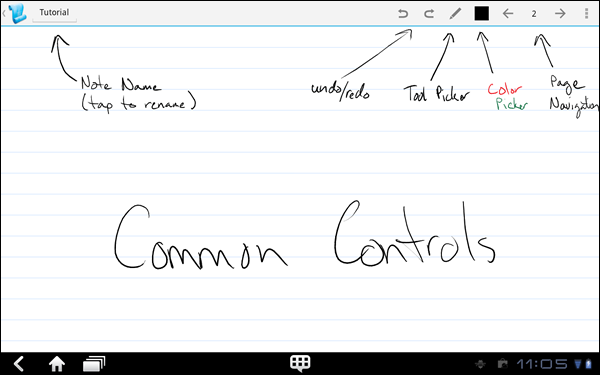 Tutorial
2
Note Name
(tap to rename)
undo/redo
Tool Picker
Color
Picker
Page
Navigation
Common Controls
11:05